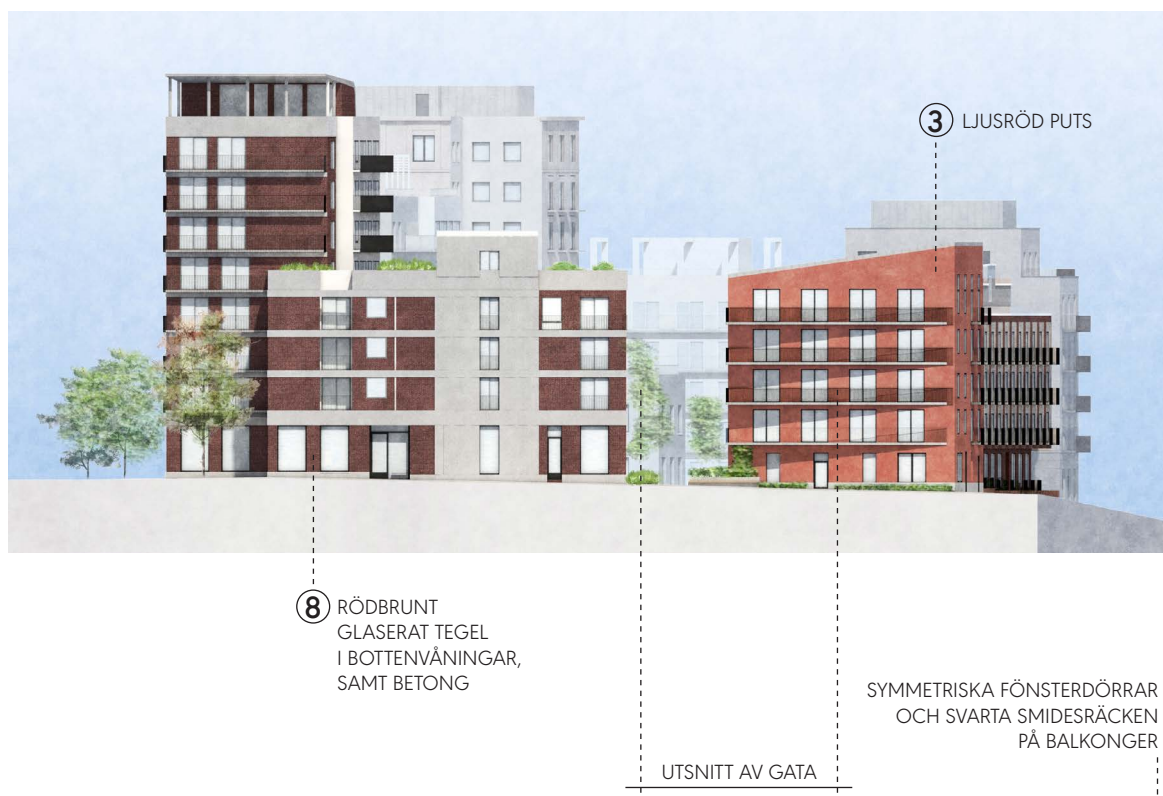 3 LJUSRÖD PUTS
8 RÖDBRUNT
GLASERAT TEGEL
I BOTTENVÅNINGAR,
SAMT BETONG
SYMMETRISKA FÖNSTERDÖRRAR
OCH SVARTA SMIDESRÄCKEN
PÅ BALKONGER
UTSNITT AV GATA